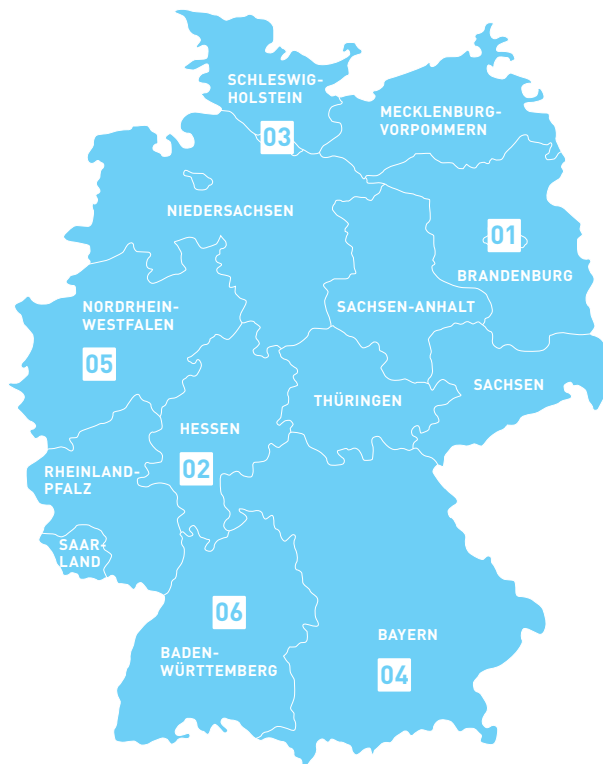 SCHLESWIG-
HOLSTEIN
MECKLENBURG-
VORPOMMERN
03
NIEDERSACHSEN
01
BRANDENBURG
NORDRHEIN-
WESTFALEN
SACHSEN-ANHALT
05
SACHSEN
THÜRINGEN
HESSEN
02
RHEINLAND-
PFALZ
SAAR-
LAND
06
BADEN-
WÜRTTEMBERG
BAYERN
04